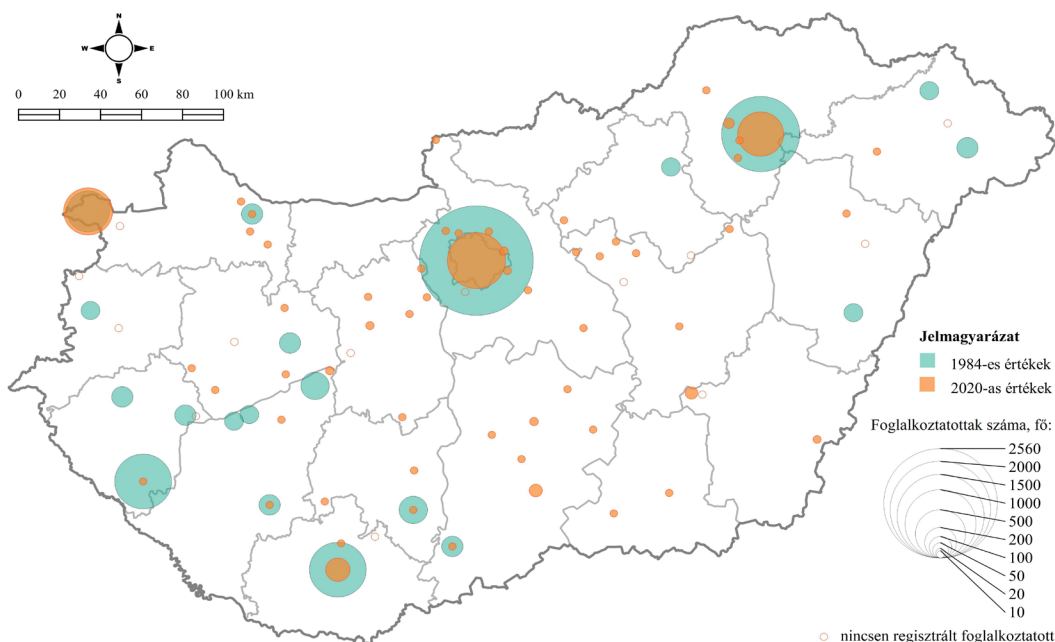 N
W E
S
0 20 40 60 80 100 km
Jelmagyarázat
1984-es értékek
2020-as értékek
Foglalkoztatottak száma, fő:
2560
2000
1500
1000
500
200
100
50
20
10
nincsen regisztrált foglalkoztatott